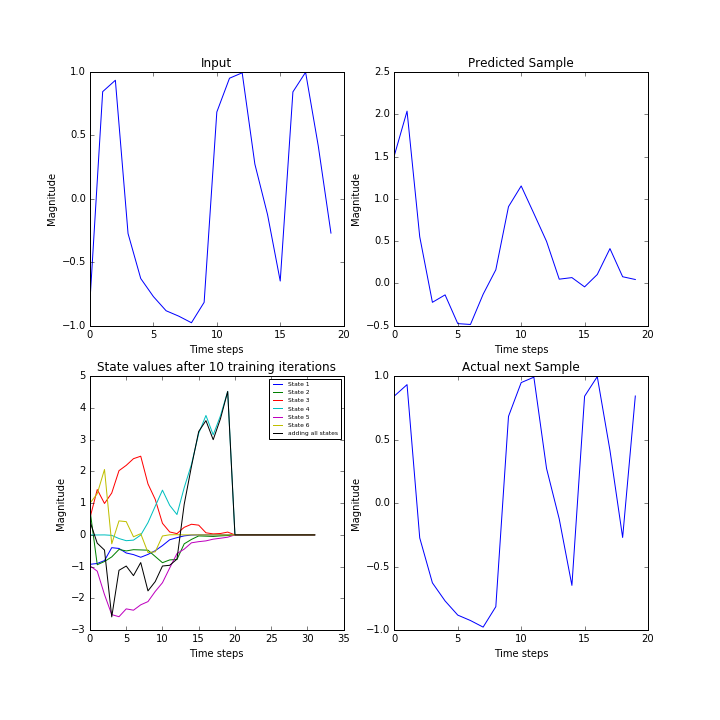 Input
Magnitude
1.0
0.5
0.0
−0.5
−1.0
0 5 10 15 20
Time steps
Predicted Sample
Magnitude
2.5
2.0
1.5
1.0
0.5
0.0
−0.5
0 5 10 15 20
Time steps
State values after 10 training iterations
Magnitude
5
4
3
2
1
0
−1
−2
−3
0 5 10 15 20 25 30 35
Time steps
State 1
State 2
State 3
State 4
State 5
State 6
adding all states
Actual next Sample
Magnitude
1.0
0.5
0.0
−0.5
−1.0
0 5 10 15 20
Time steps